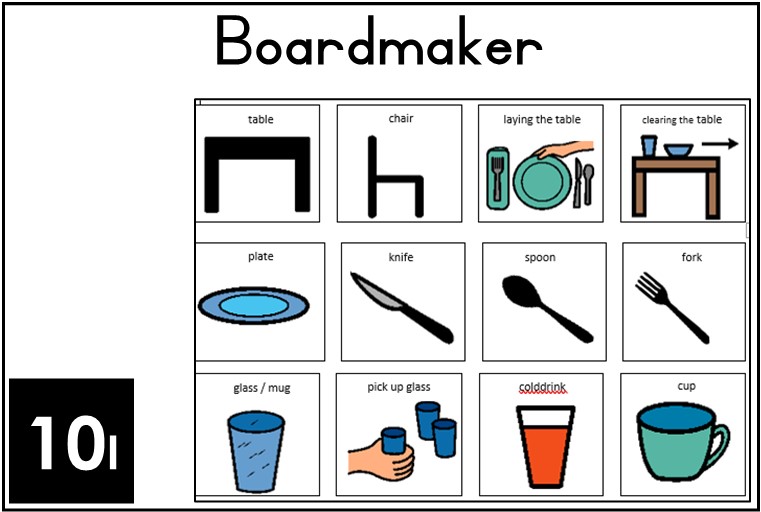 Boardmaker
table chair laying the table clearing the table
plate knife spoon fork
glass / mug pick up glass colddrink cup
10l